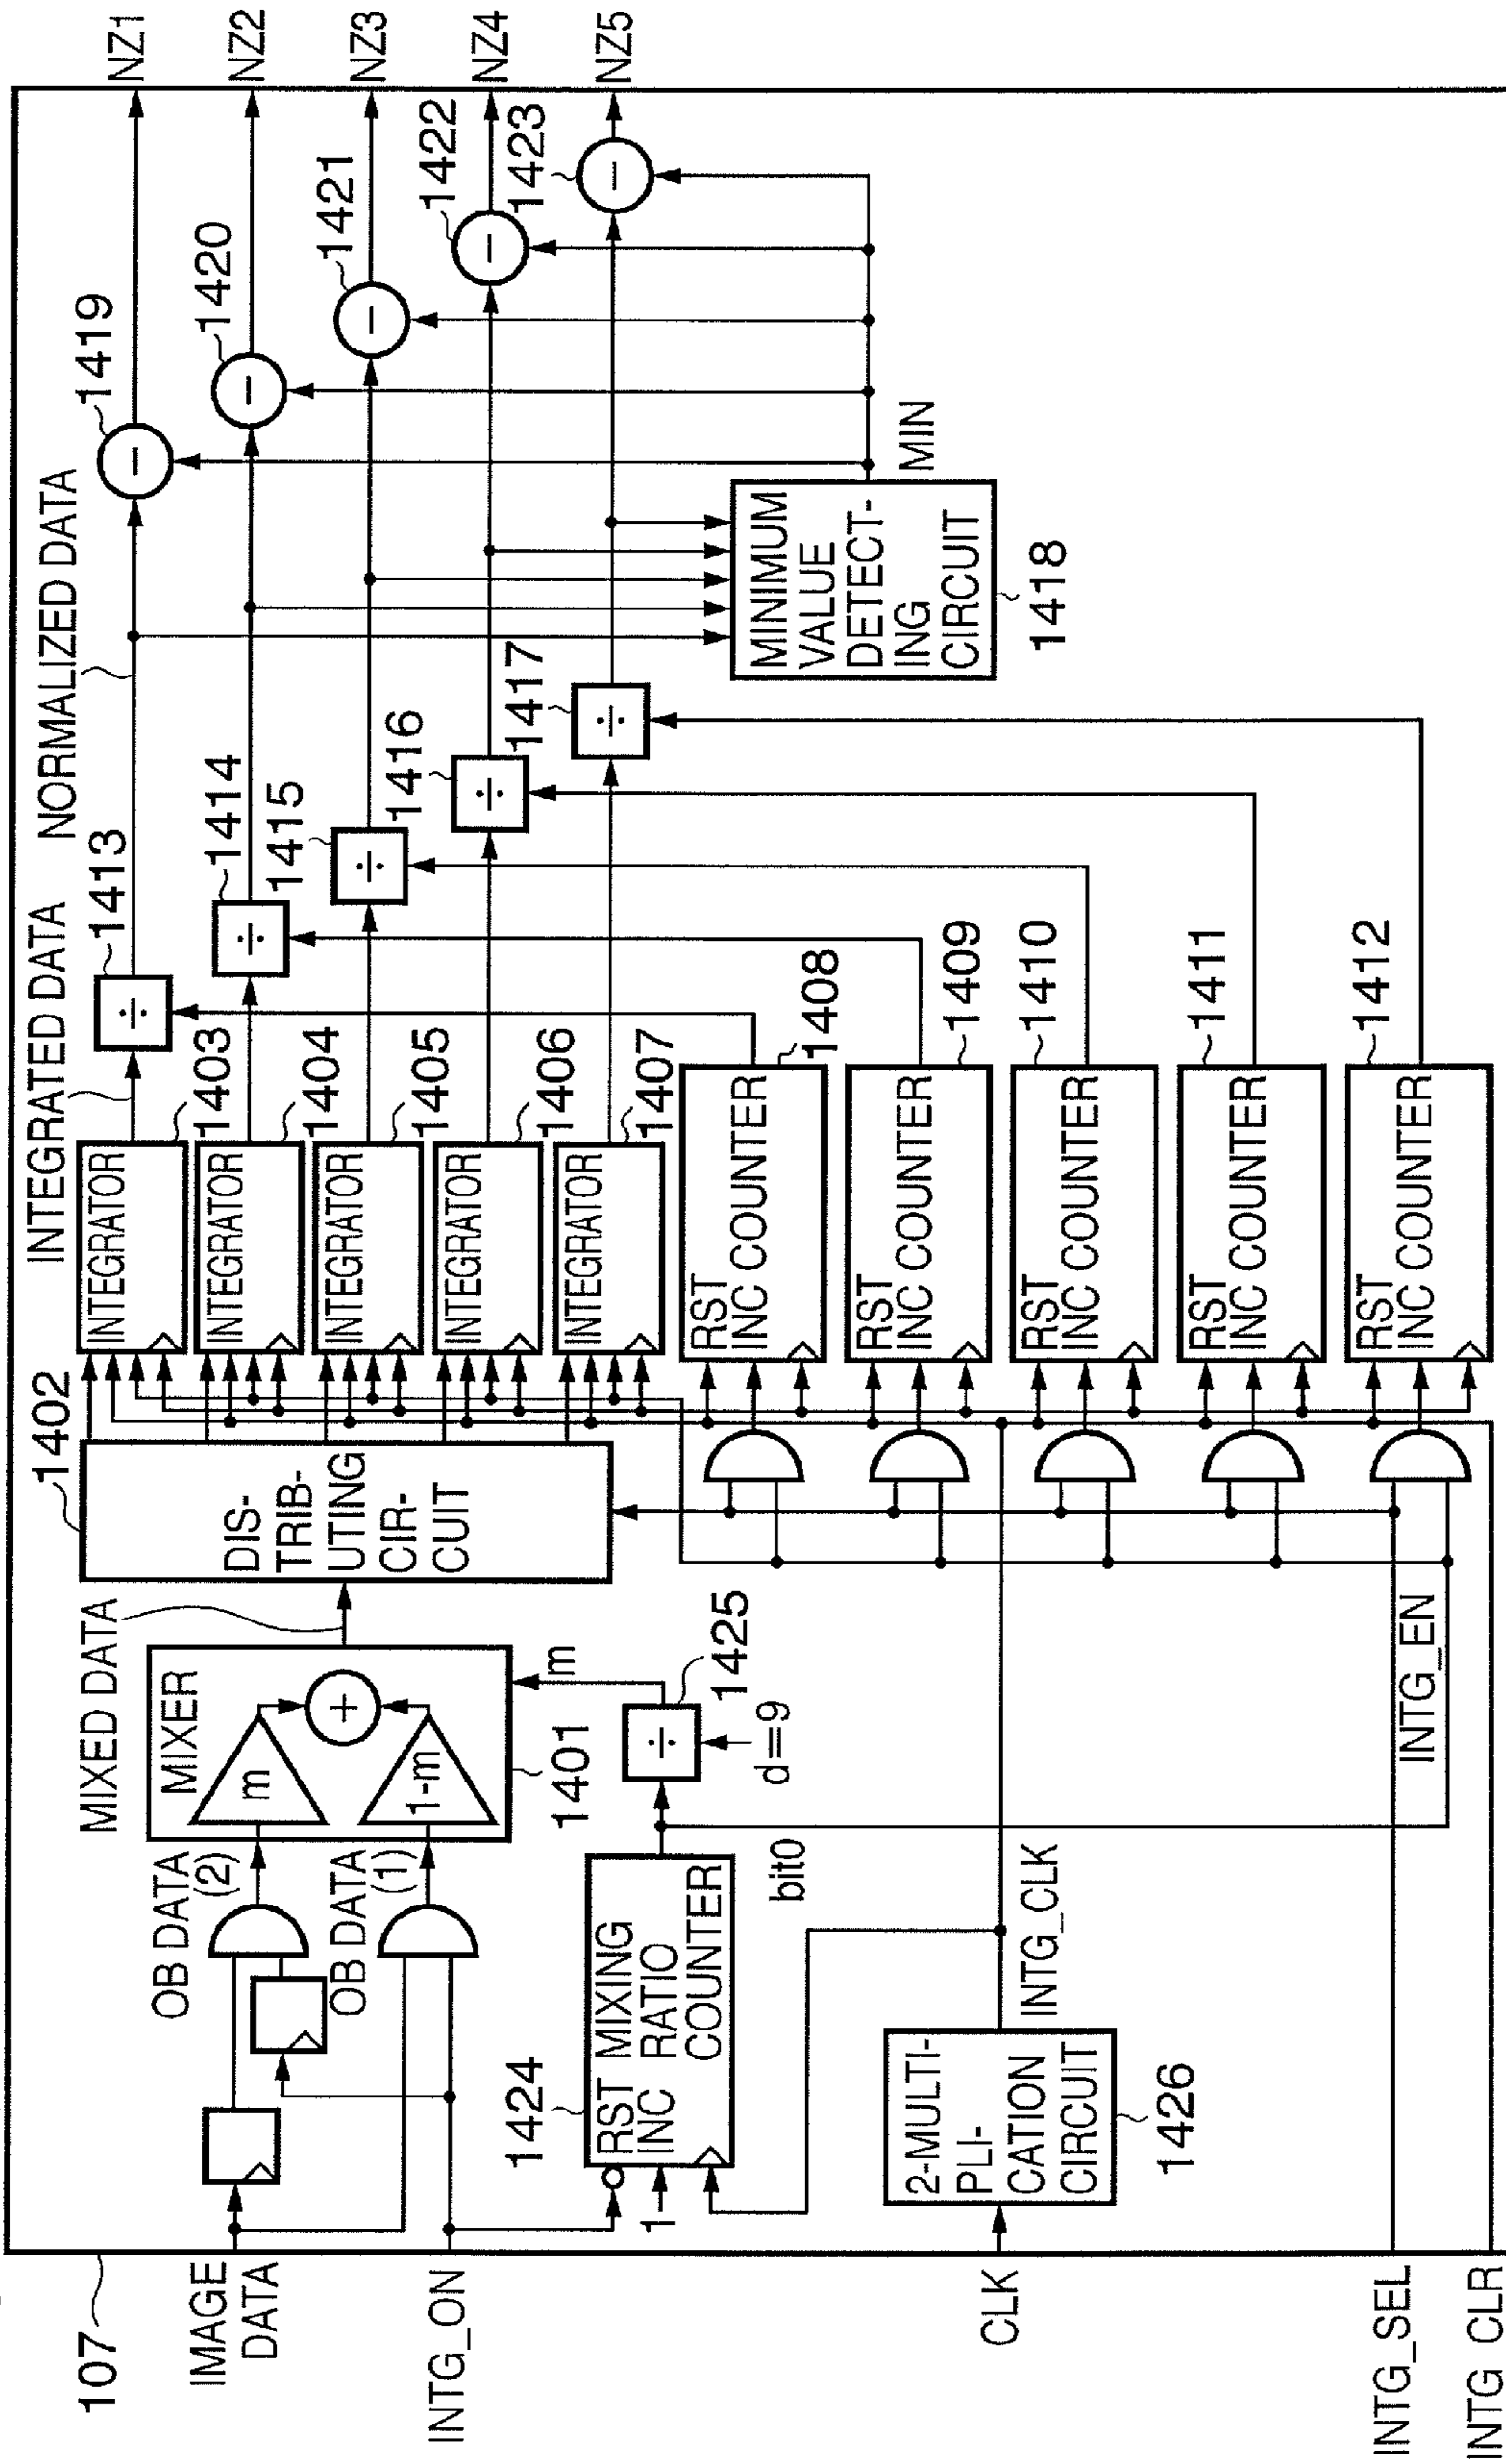 107
IMAGE
DATA
INTG_ON
CLK
INTG_SEL
INTG_CLR
OB DATA
(2)
OB DATA
(1)
MIXED DATA
MIXER
m
1-m
+
1401
m
÷
1425
d=9
1424
RST MIXING
INC RATIO
COUNTER
1
bit0
2-MULTI-
PLI-
CATION
CIRCUIT
1426
INTG_CLK
INTG_EN
1402
DIS-
TRIB-
UTING
CIR-
CUIT
INTEGRATED DATA
INTEGRATOR
1403
INTEGRATOR
1404
INTEGRATOR
1405
INTEGRATOR
1406
INTEGRATOR
1407
RST
INC COUNTER
1408
RST
INC COUNTER
1409
RST
INC COUNTER
1410
RST
INC COUNTER
1411
RST
INC COUNTER
1412
NORMALIZED DATA
÷
1413
÷
1414
÷
1415
÷
1416
÷
1417
MINIMUM
VALUE
DETECT-
ING
CIRCUIT
1418
MIN
−
1419
−
1420
−
1421
−
1422
−
1423
NZ1
NZ2
NZ3
NZ4
NZ5